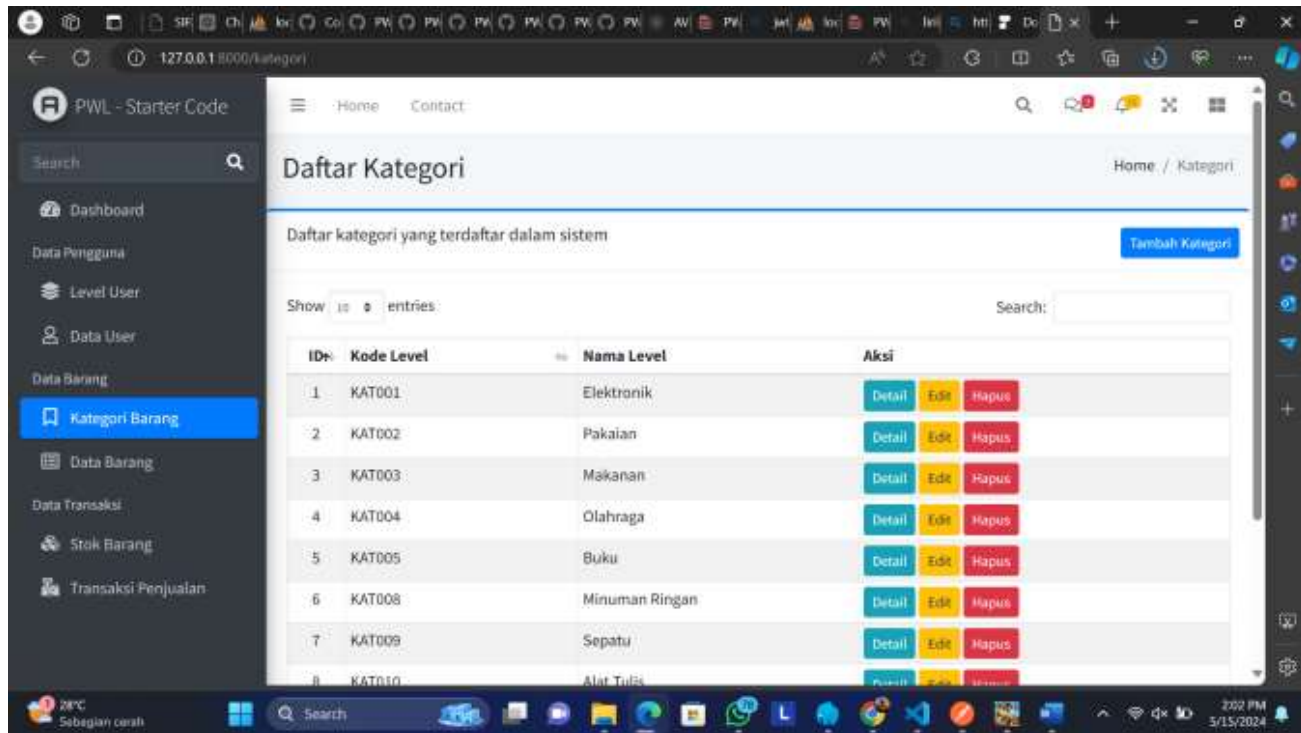 127.0.0.1:8000/kategori
PWL - Starter Code
Home Contact
Search
Daftar Kategori
Home / Kategori
Dashboard
Data Pengguna
Level User
Data User
Data Barang
Kategori Barang
Data Barang
Data Transaksi
Stok Barang
Transaksi Penjualan
Daftar kategori yang terdaftar dalam sistem
Tambah Kategori
Show 10 entries
Search:
ID Kode Level Nama Level Aksi
1 KAT001 Elektronik Detail Edit Hapus
2 KAT002 Pakaian Detail Edit Hapus
3 KAT003 Makanan Detail Edit Hapus
4 KAT004 Olahraga Detail Edit Hapus
5 KAT005 Buku Detail Edit Hapus
6 KAT008 Minuman Ringan Detail Edit Hapus
7 KAT009 Sepatu Detail Edit Hapus
8 KAT010 Alat Tulis Detail Edit Hapus
28°C
Sebagian cerah
Search
2:02 PM
5/15/2024